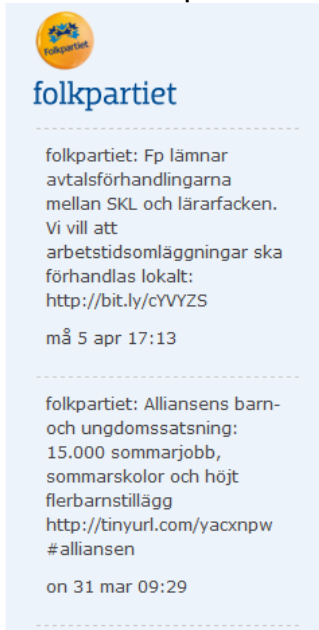 Folkpartiet
folkpartiet
folkpartiet: Fp lämnar
avtalsförhandlingarna
mellan SKL och lärarfacken.
Vi vill att
arbetstidsomläggningar ska
förhandlas lokalt:
http://bit.ly/cYVYZS
må 5 apr 17:13
folkpartiet: Alliansens barn-
och ungdomssatsning:
15.000 sommarjobb,
sommarskolor och höjt
flerbarnstillägg
http://tinyurl.com/yacxnpw
#alliansen
on 31 mar 09:29